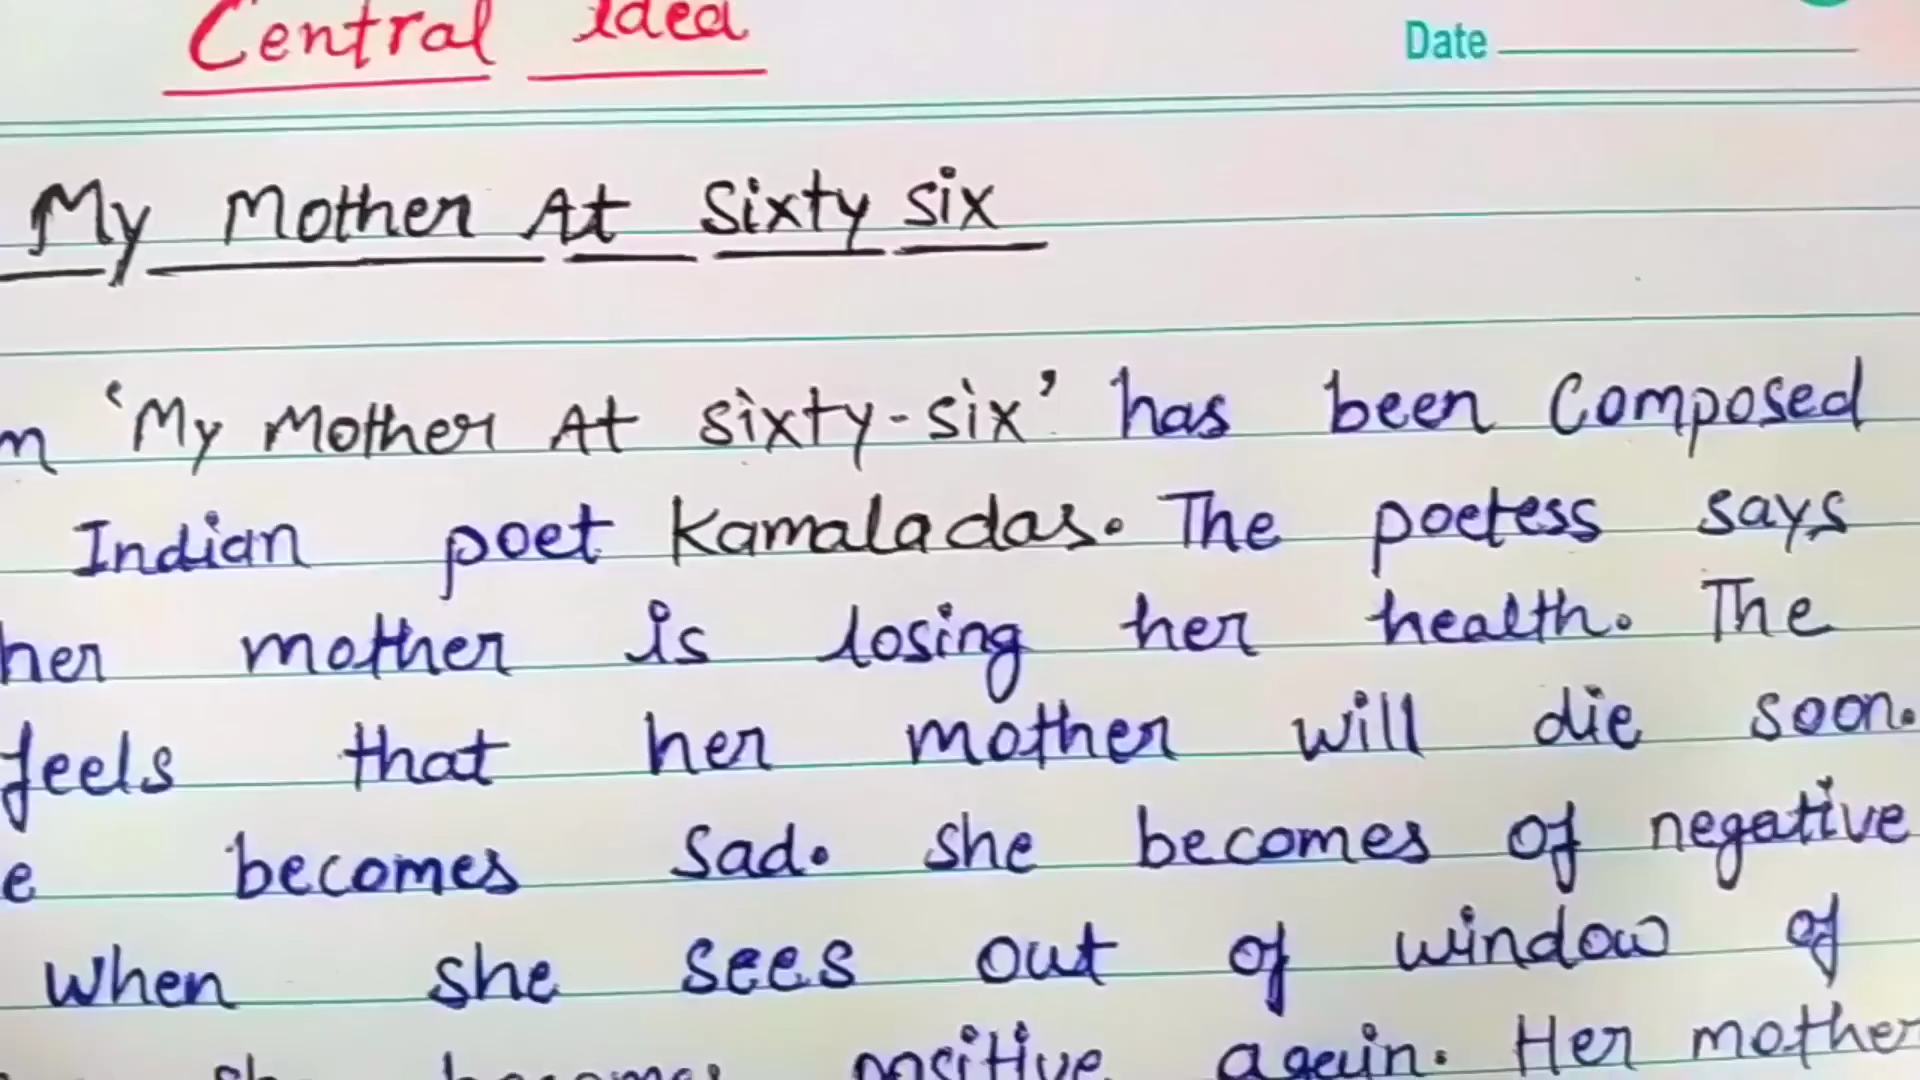 Central idea
Date
My Mother At Sixty six
'My Mother At sixty-six' has been Composed
Indian poet Kamaladas. The poetess says
her mother is losing her health. The
feels that her mother will die soon.
becomes sad. she becomes of negative
when she sees out of window of
positive again. Her mother